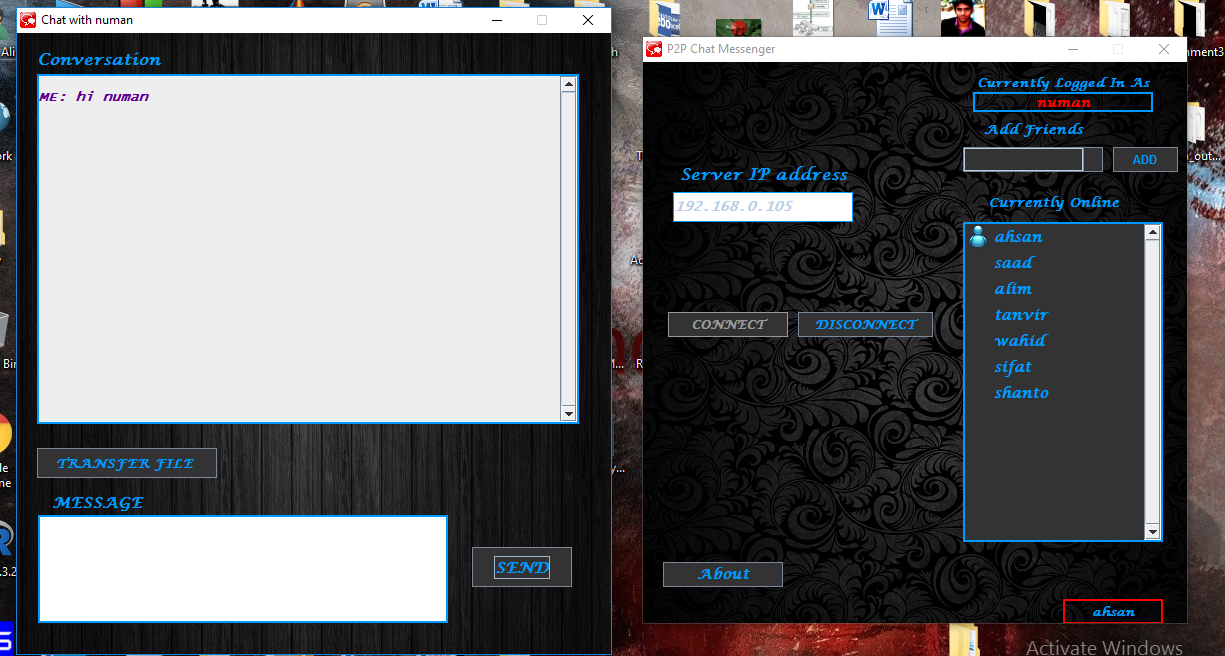 Chat with numan
Conversation
ME: hi numan
TRANSFER FILE
MESSAGE
SEND
P2P Chat Messenger
Currently Logged In As
numan
Add Friends
ADD
Server IP address
192.168.0.105
Currently Online
ahsan
saad
alim
tanvir
wahid
sifat
shanto
CONNECT
DISCONNECT
About
ahsan
Activate Windows